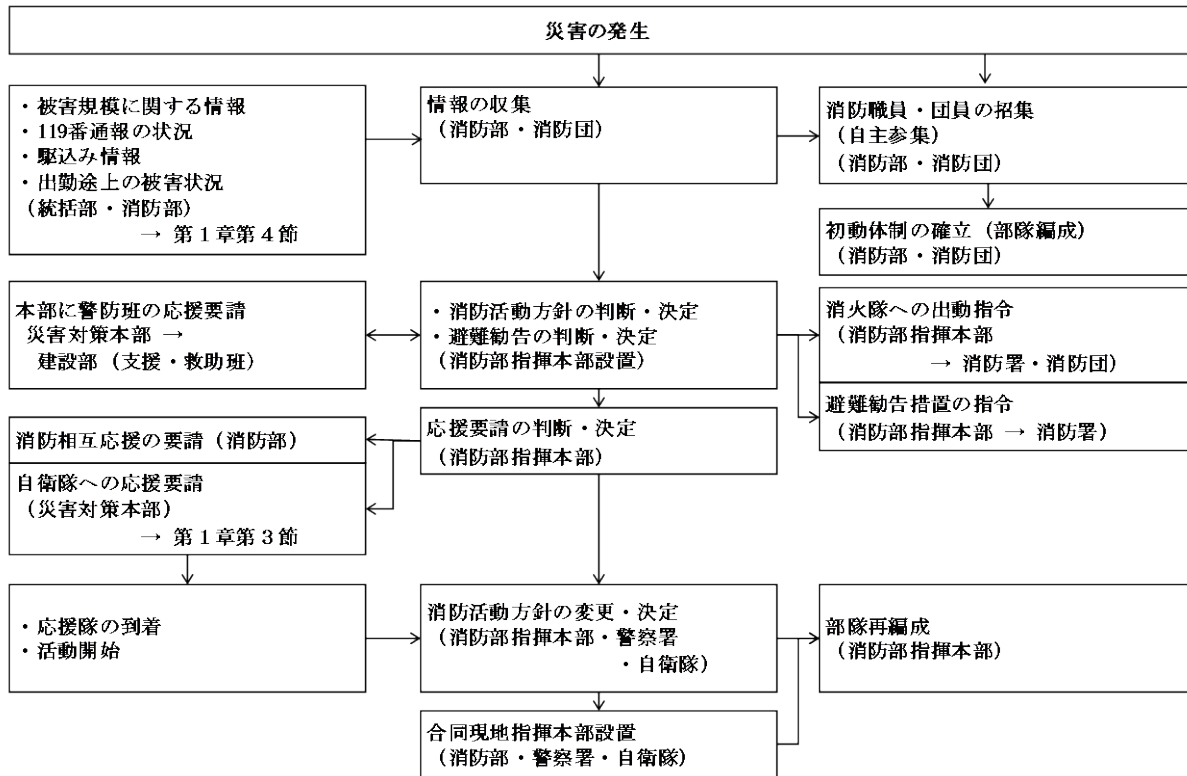 災害の発生
・被害規模に関する情報
・119番通報の状況
・駆込み情報
・出勤途上の被害状況
(統括部・消防部)
→ 第1章第4節
情報の収集
(消防部・消防団)
消防職員・団員の招集
(自主参集)
(消防部・消防団)
初動体制の確立(部隊編成)
(消防部・消防団)
本部に警防班の応援要請
災害対策本部 →
建設部(支援・救助班)
・消防活動方針の判断・決定
・避難勧告の判断・決定
(消防部指揮本部設置)
消火隊への出動指令
(消防部指揮本部
→ 消防署・消防団)
避難勧告措置の指令
(消防部指揮本部 → 消防署)
応援要請の判断・決定
(消防部指揮本部)
消防相互応援の要請(消防部)
自衛隊への応援要請
(災害対策本部)
→ 第1章第3節
・応援隊の到着
・活動開始
消防活動方針の変更・決定
(消防部指揮本部・警察署
・自衛隊)
部隊再編成
(消防部指揮本部)
合同現地指揮本部設置
(消防部・警察署・自衛隊)